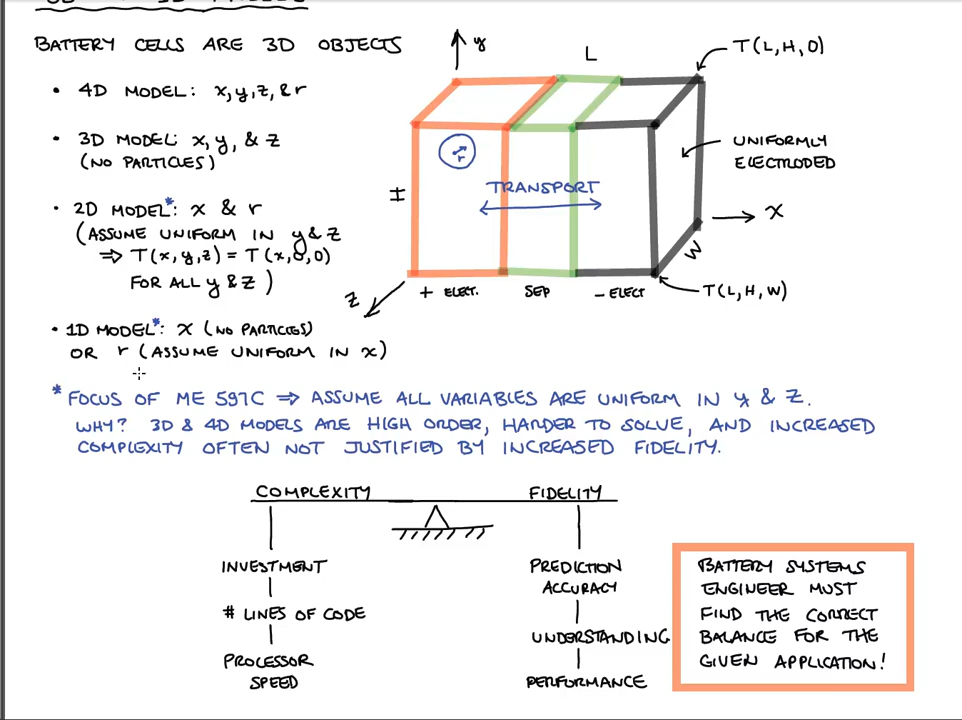 BATTERY CELLS ARE 3D OBJECTS
• 4D MODEL: x, y, z, & r
• 3D MODEL: x, y, & z
(NO PARTICLES)
• 2D MODEL*: x & r
(ASSUME UNIFORM IN y & z
⇒ T(x,y,z) = T(x,0,0)
FOR ALL y & z)
• 1D MODEL*: x (NO PARTICLES)
OR r (ASSUME UNIFORM IN x)
y
L
T(L,H,0)
UNIFORMLY
ELECTRODED
r
TRANSPORT
H
x
W
z
+ ELECT.
SEP
- ELECT
T(L,H,W)
* FOCUS OF ME 597C ⇒ ASSUME ALL VARIABLES ARE UNIFORM IN y & z.
WHY? 3D & 4D MODELS ARE HIGH ORDER, HARDER TO SOLVE, AND INCREASED
COMPLEXITY OFTEN NOT JUSTIFIED BY INCREASED FIDELITY.
COMPLEXITY
FIDELITY
INVESTMENT
# LINES OF CODE
PROCESSOR
SPEED
PREDICTION
ACCURACY
UNDERSTANDING
PERFORMANCE
BATTERY SYSTEMS
ENGINEER MUST
FIND THE CORRECT
BALANCE FOR THE
GIVEN APPLICATION!